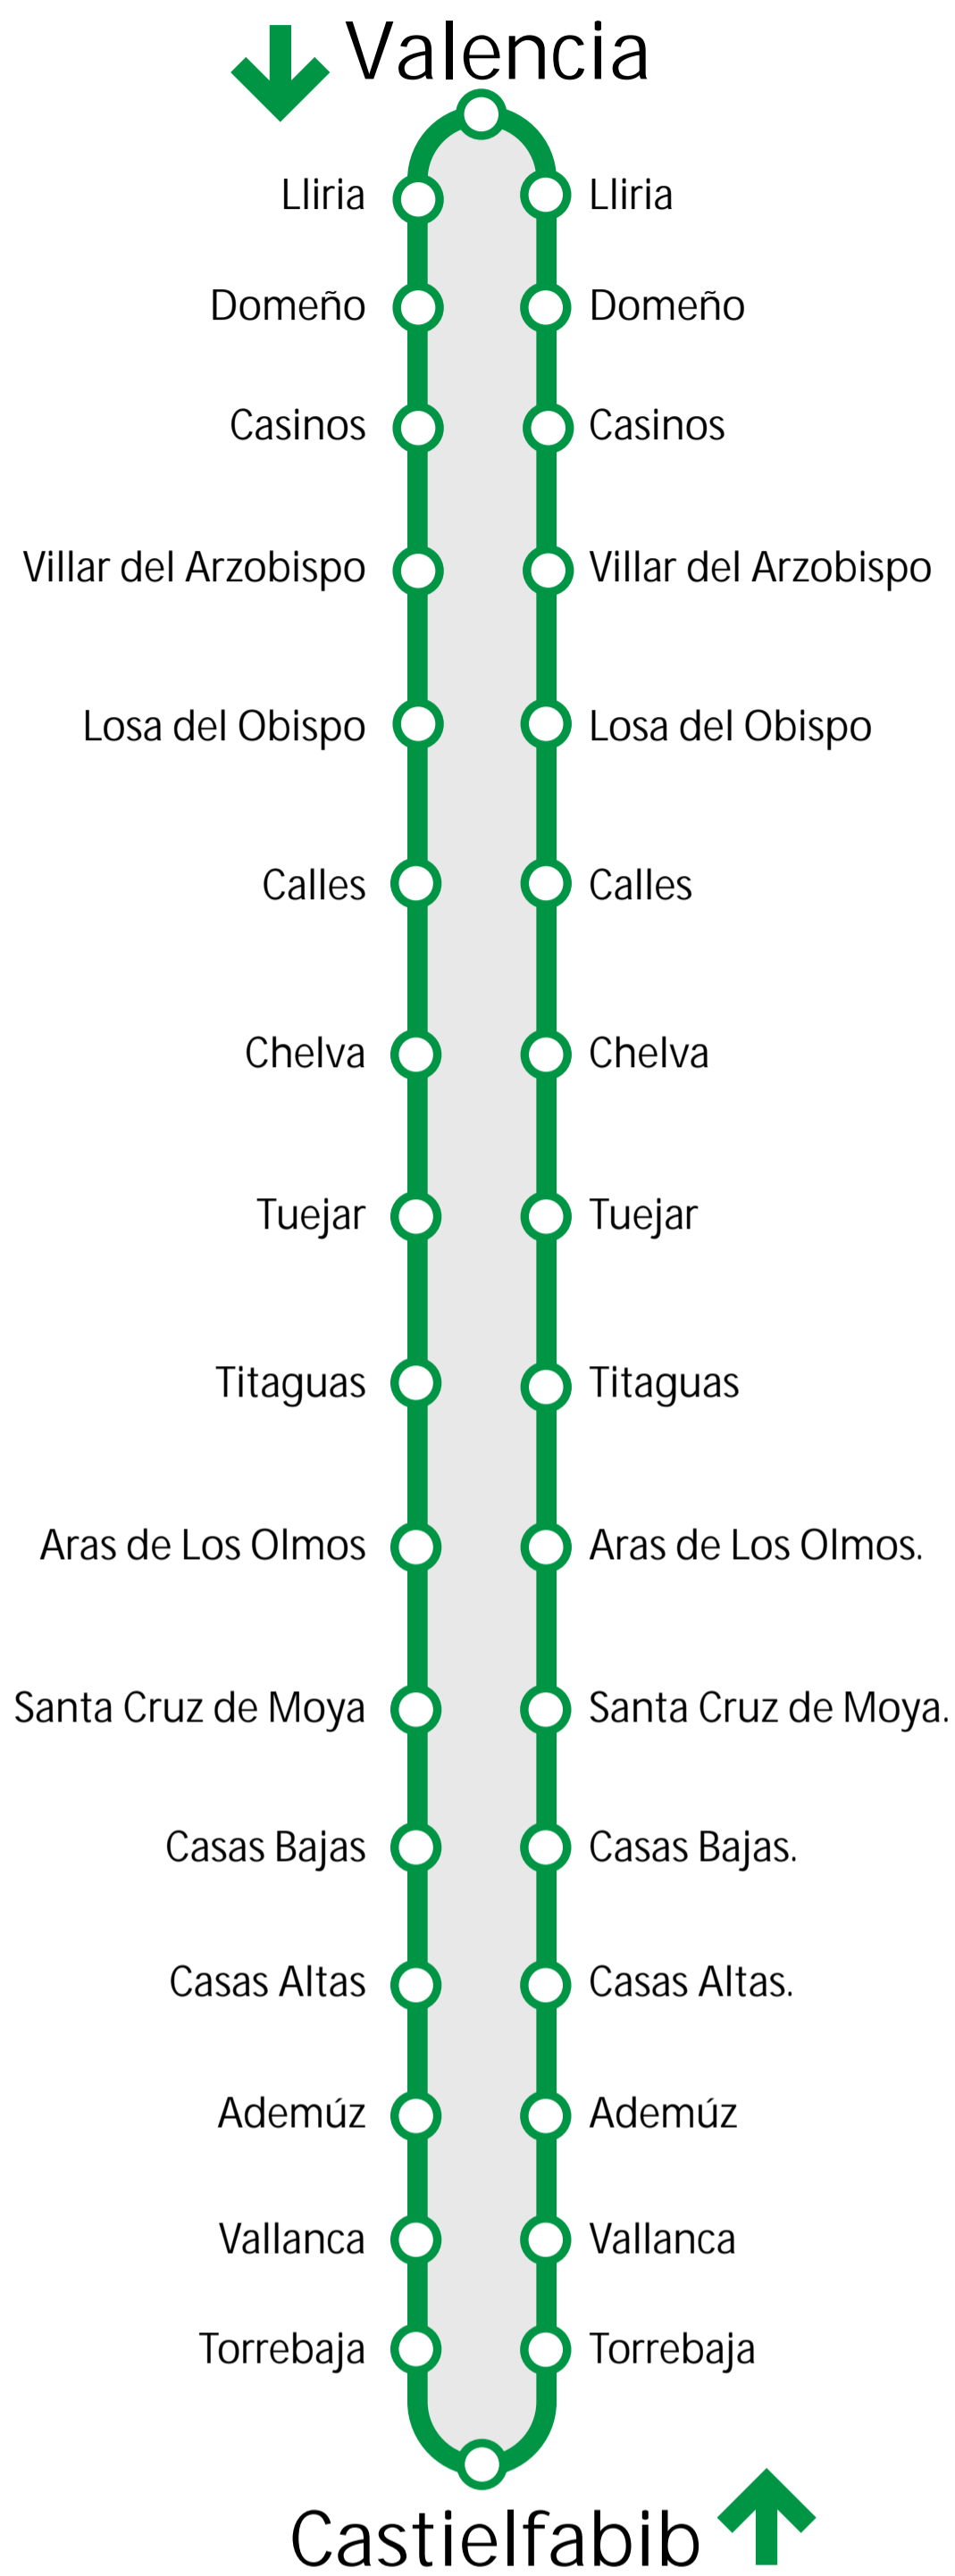 Valencia
Lliria Lliria
Domeño Domeño
Casinos Casinos
Villar del Arzobispo Villar del Arzobispo
Losa del Obispo Losa del Obispo
Calles Calles
Chelva Chelva
Tuejar Tuejar
Titaguas Titaguas
Aras de Los Olmos Aras de Los Olmos.
Santa Cruz de Moya Santa Cruz de Moya.
Casas Bajas Casas Bajas.
Casas Altas Casas Altas.
Ademúz Ademúz
Vallanca Vallanca
Torrebaja Torrebaja
Castielfabib